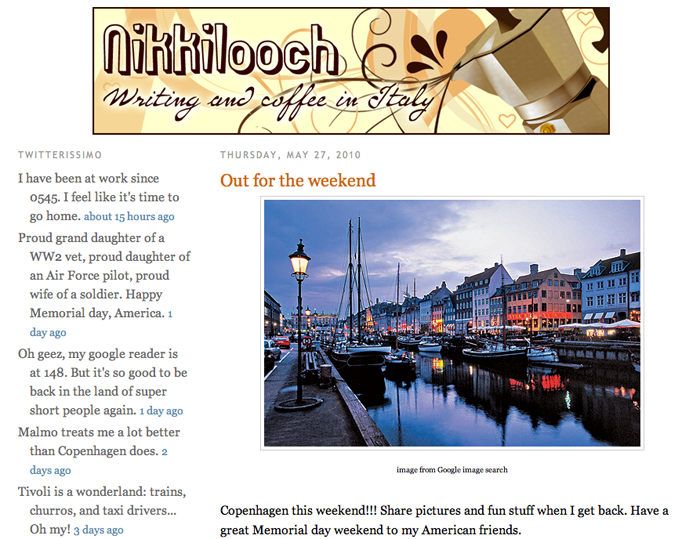 Nikkilooch
Writing and coffee in Italy
TWITTERISSIMO
I have been at work since
0545. I feel like it's time to
go home. about 15 hours ago
Proud grand daughter of a
WW2 vet, proud daughter of
an Air Force pilot, proud
wife of a soldier. Happy
Memorial day, America. 1
day ago
Oh geez, my google reader is
at 148. But it's so good to be
back in the land of super
short people again. 1 day ago
Malmo treats me a lot better
than Copenhagen does. 2
days ago
Tivoli is a wonderland: trains,
churros, and taxi drivers...
Oh my! 3 days ago
THURSDAY, MAY 27, 2010
Out for the weekend
image from Google image search
Copenhagen this weekend!!! Share pictures and fun stuff when I get back. Have a
great Memorial day weekend to my American friends.